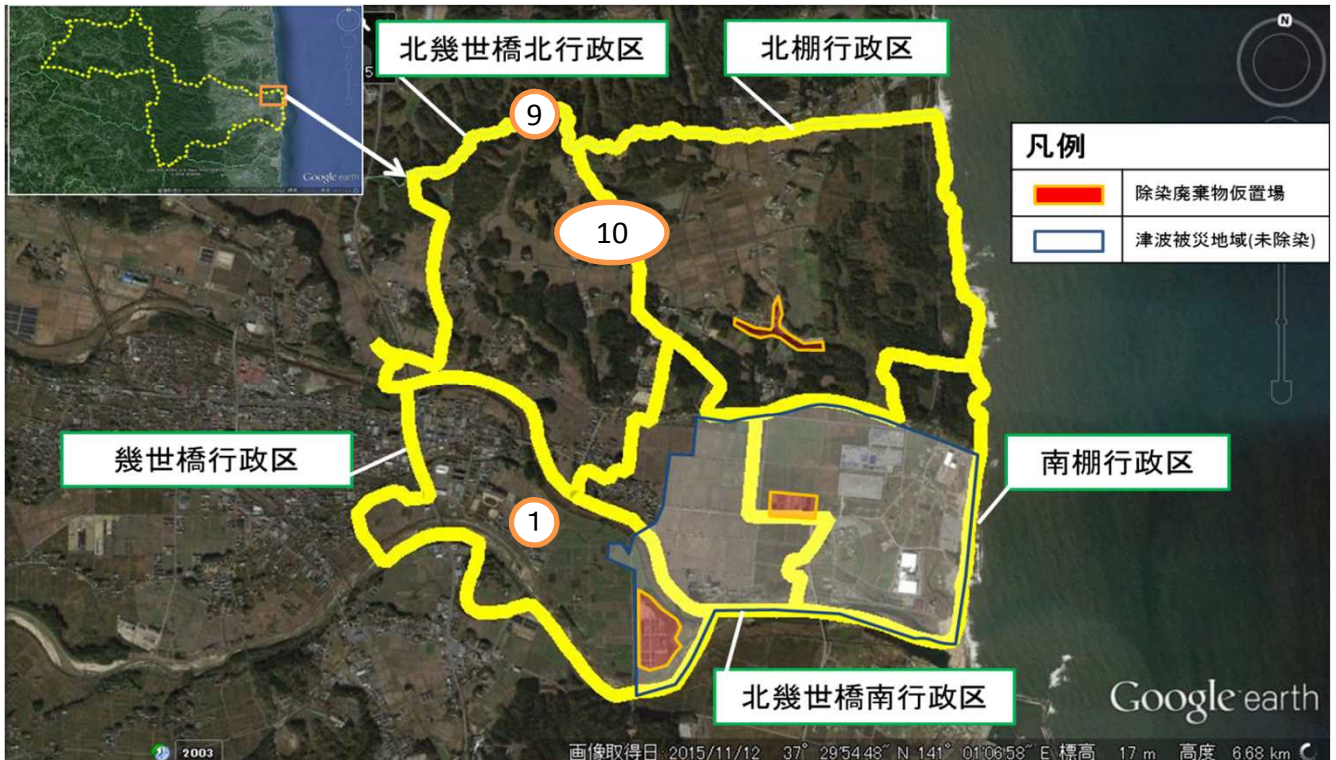 北幾世橋北行政区
北棚行政区
N
5
9
凡例
除染廃棄物仮置場
津波被災地域(未除染)
Google earth
10
幾世橋行政区
南棚行政区
1
北幾世橋南行政区
Google earth
2003
画像取得日: 2015/11/12 37° 29'54.48" N 141° 01'06.58" E 標高 17 m 高度 6.68 km